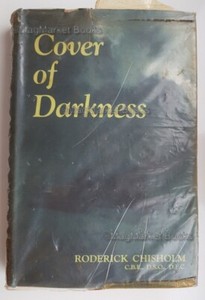 Cover
of
Darkness
RODERICK CHISHOLM
C.B.E., D.S.O., D.F.C.